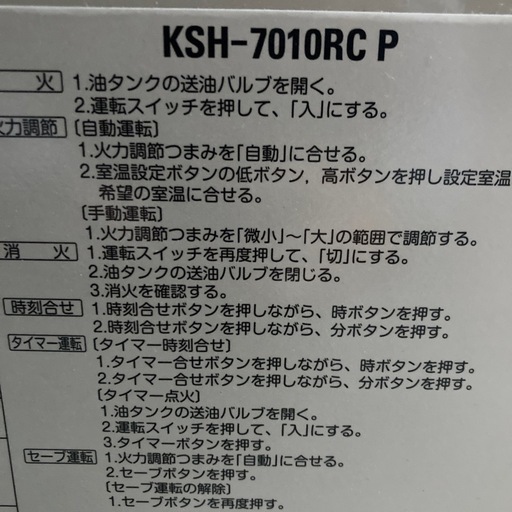 KSH-7010RC P
火 1.油タンクの送油バルブを開く。
2.運転スイッチを押して、「入」にする。
火力調節 〔自動運転〕
1.火力調節つまみを「自動」に合せる。
2.室温設定ボタンの低ボタン，高ボタンを押し設定室温
希望の室温に合せる。
〔手動運転〕
1.火力調節つまみを「微小」～「大」の範囲で調節する。
消 火 1.運転スイッチを再度押して、「切」にする。
2.油タンクの送油バルブを閉じる。
3.消火を確認する。
時刻合せ 1.時刻合せボタンを押しながら、時ボタンを押す。
2.時刻合せボタンを押しながら、分ボタンを押す。
タイマー運転 〔タイマー時刻合せ〕
1.タイマー合せボタンを押しながら、時ボタンを押す。
2.タイマー合せボタンを押しながら、分ボタンを押す。
〔タイマー点火〕
1.油タンクの送油バルブを開く。
2.運転スイッチを押して、「入」にする。
3.タイマーボタンを押す。
セーブ運転 1.火力調節つまみを「自動」に合せる。
2.セーブボタンを押す。
〔セーブ運転の解除〕
1.セーブボタンを再度押す。